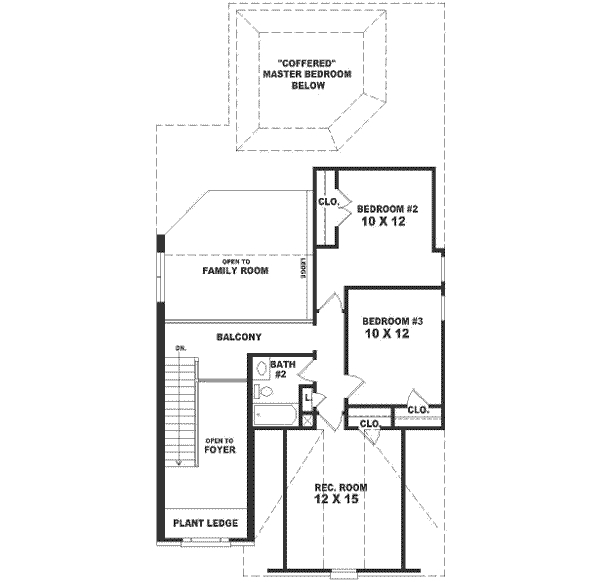 "COFFERED"
MASTER BEDROOM
BELOW
CLO.
BEDROOM #2
10 X 12
OPEN TO
FAMILY ROOM
LEDGE
BEDROOM #3
10 X 12
BALCONY
DN.
BATH
#2
L
CLO.
CLO.
OPEN TO
FOYER
REC. ROOM
12 X 15
PLANT LEDGE